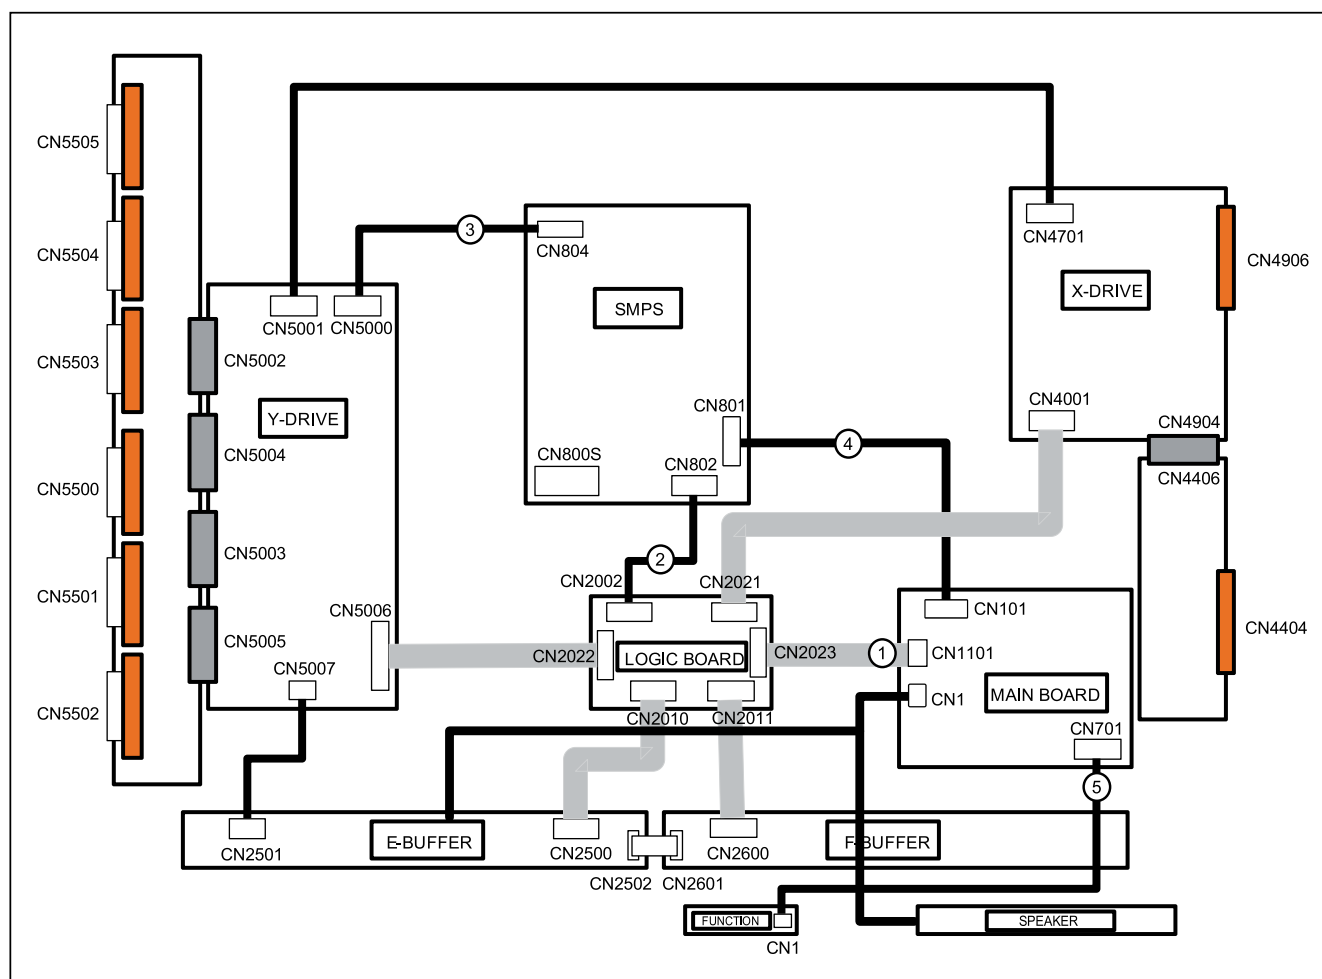 CN5505
CN5504
CN5503
CN5500
CN5501
CN5502
CN5001
CN5000
CN5002
Y-DRIVE
CN5004
CN5003
CN5005
CN5006
CN5007
3
CN804
SMPS
CN801
CN800S
CN802
4
2
CN4701
X-DRIVE
CN4906
CN4001
CN4904
CN4406
CN4404
CN2002
CN2021
CN2022
LOGIC BOARD
CN2023
CN2010
CN2011
1
CN101
CN1101
CN1
MAIN BOARD
CN701
5
CN2501
E-BUFFER
CN2500
CN2502
CN2601
CN2600
F-BUFFER
FUNCTION
CN1
SPEAKER